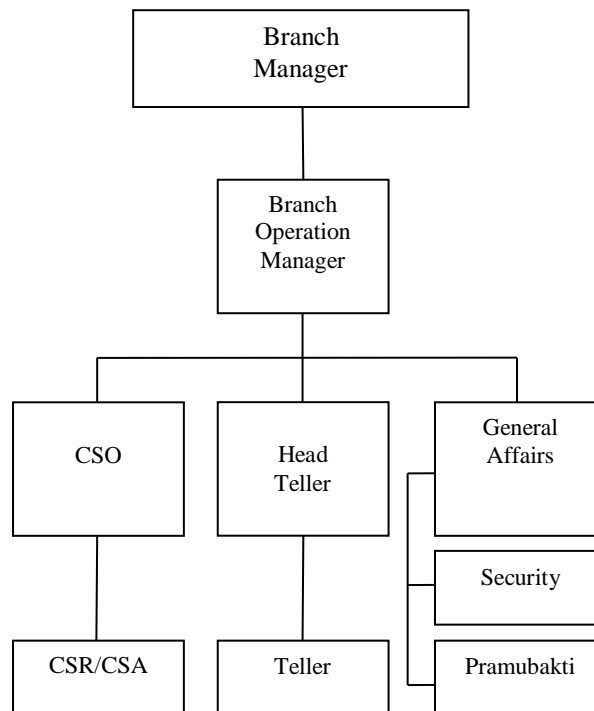 Branch
Manager
Branch
Operation
Manager
CSO
Head
Teller
General
Affairs
Security
CSR/CSA
Teller
Pramubakti